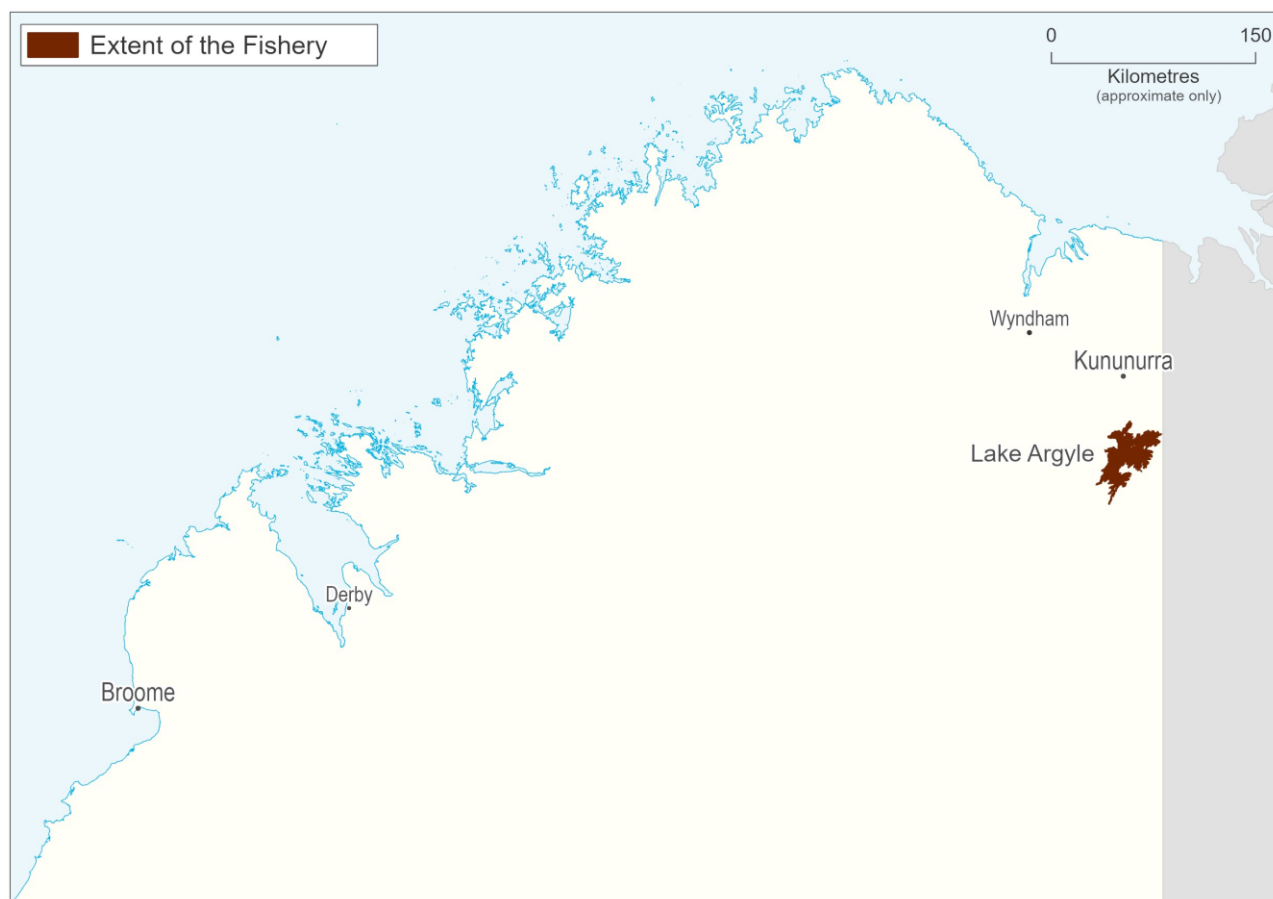 Extent of the Fishery
0 150
Kilometres
(approximate only)
Wyndham
Kununurra
Lake Argyle
Derby
Broome